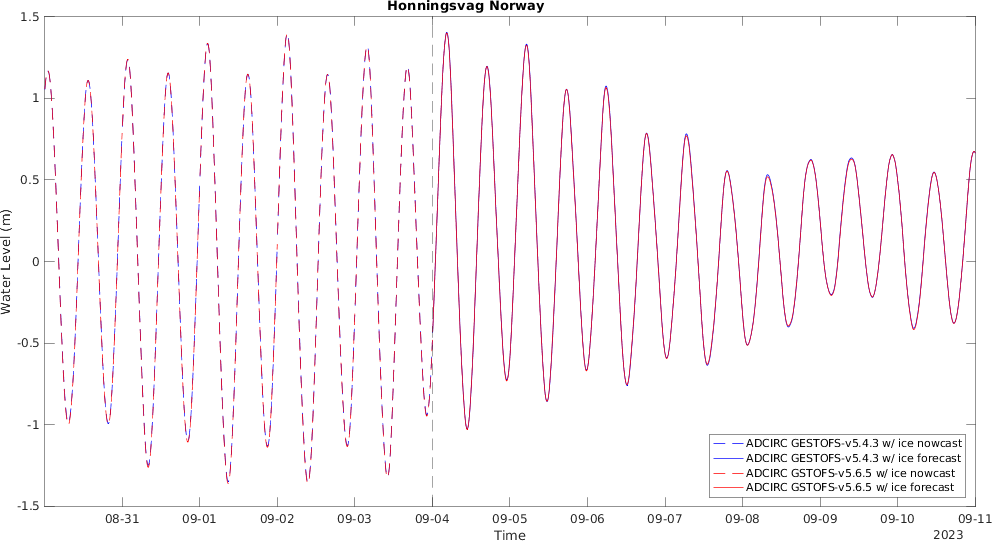 Honningsvag Norway
1.5
1
0.5
0
-0.5
-1
-1.5
Water Level (m)
08-31 09-01 09-02 09-03 09-04 09-05 09-06 09-07 09-08 09-09 09-10 09-11
Time
2023
ADCIRC GESTOFS-v5.4.3 w/ ice nowcast
ADCIRC GESTOFS-v5.4.3 w/ ice forecast
ADCIRC GSTOFS-v5.6.5 w/ ice nowcast
ADCIRC GSTOFS-v5.6.5 w/ ice forecast